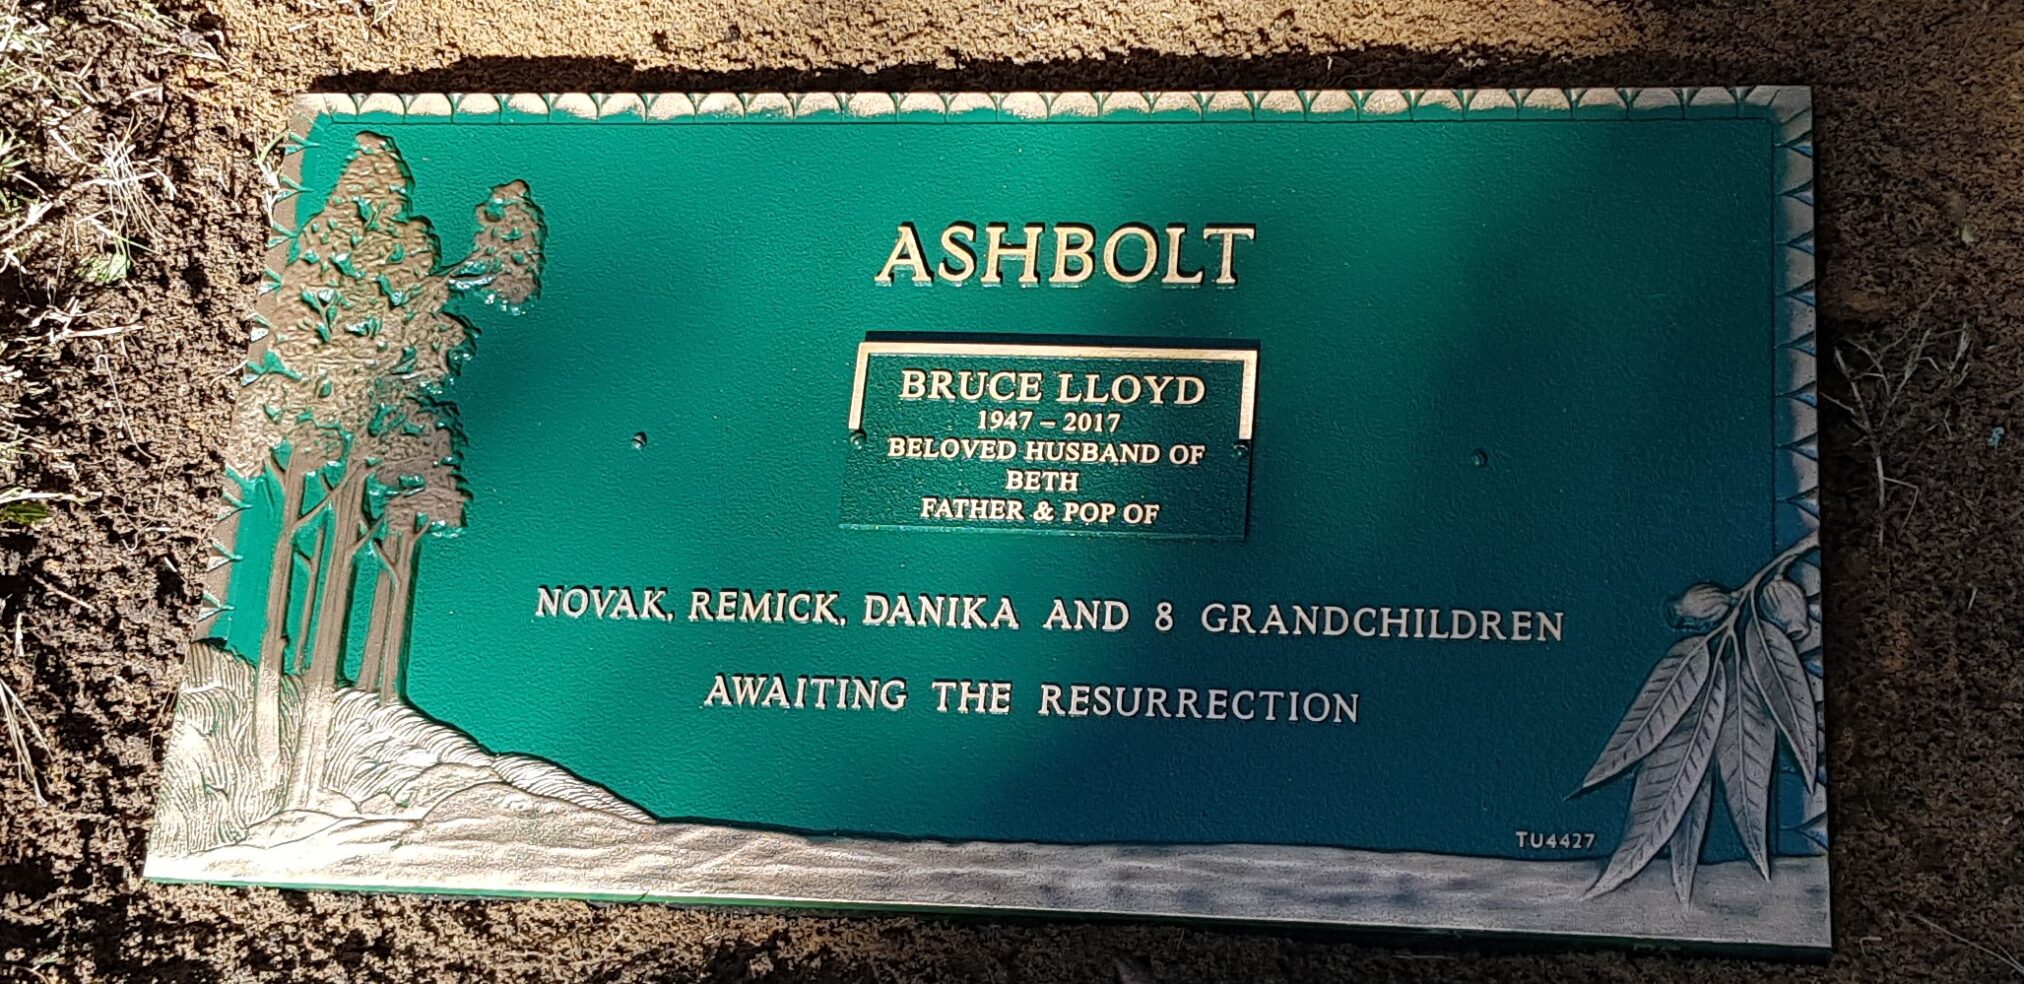 ASHBOLT
BRUCE LLOYD
1947 – 2017
BELOVED HUSBAND OF
BETH
FATHER & POP OF
NOVAK, REMICK, DANIKA AND 8 GRANDCHILDREN
AWAITING THE RESURRECTION
TU4427